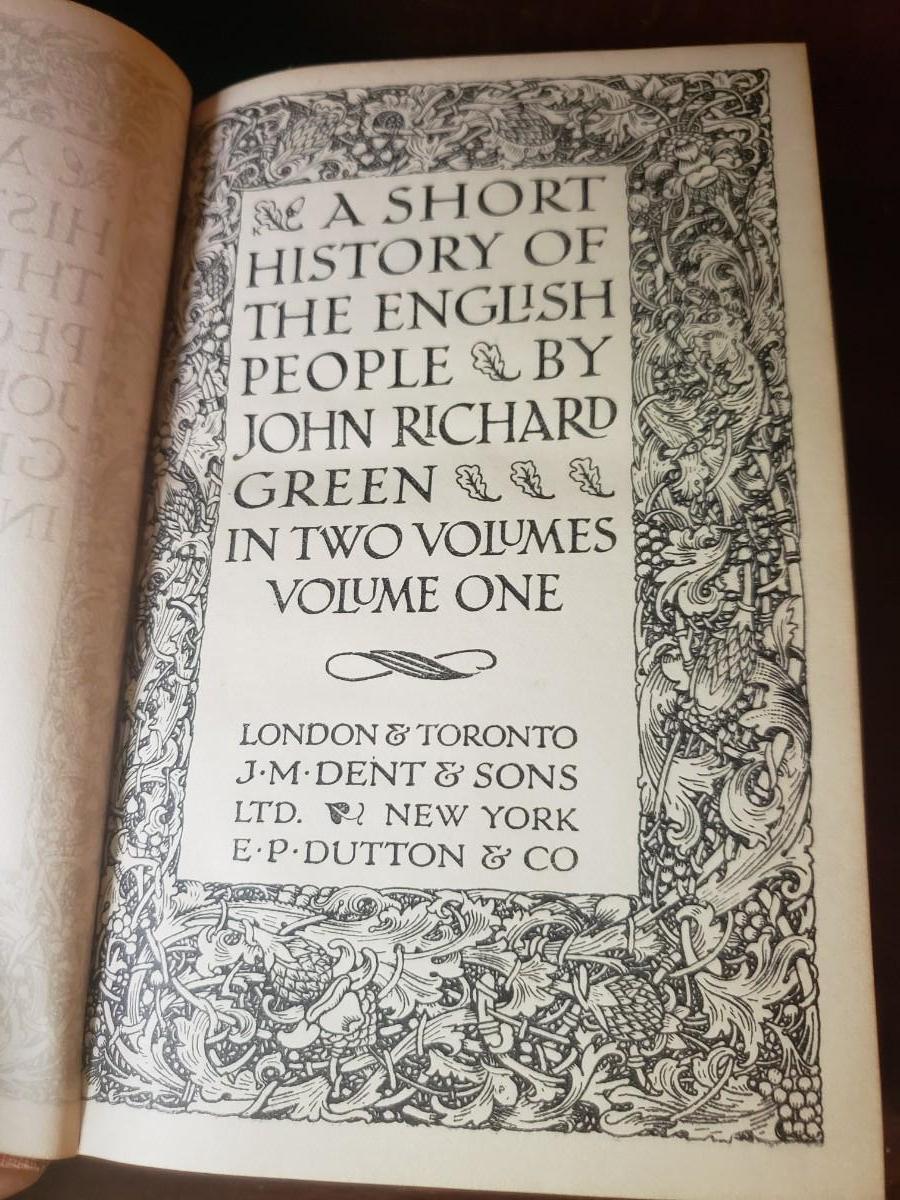 A SHORT
HISTORY OF
THE ENGLISH
PEOPLE BY
JOHN RICHARD
GREEN
IN TWO VOLUMES
VOLUME ONE
LONDON & TORONTO
J·M·DENT & SONS
LTD. NEW YORK
E·P·DUTTON & CO